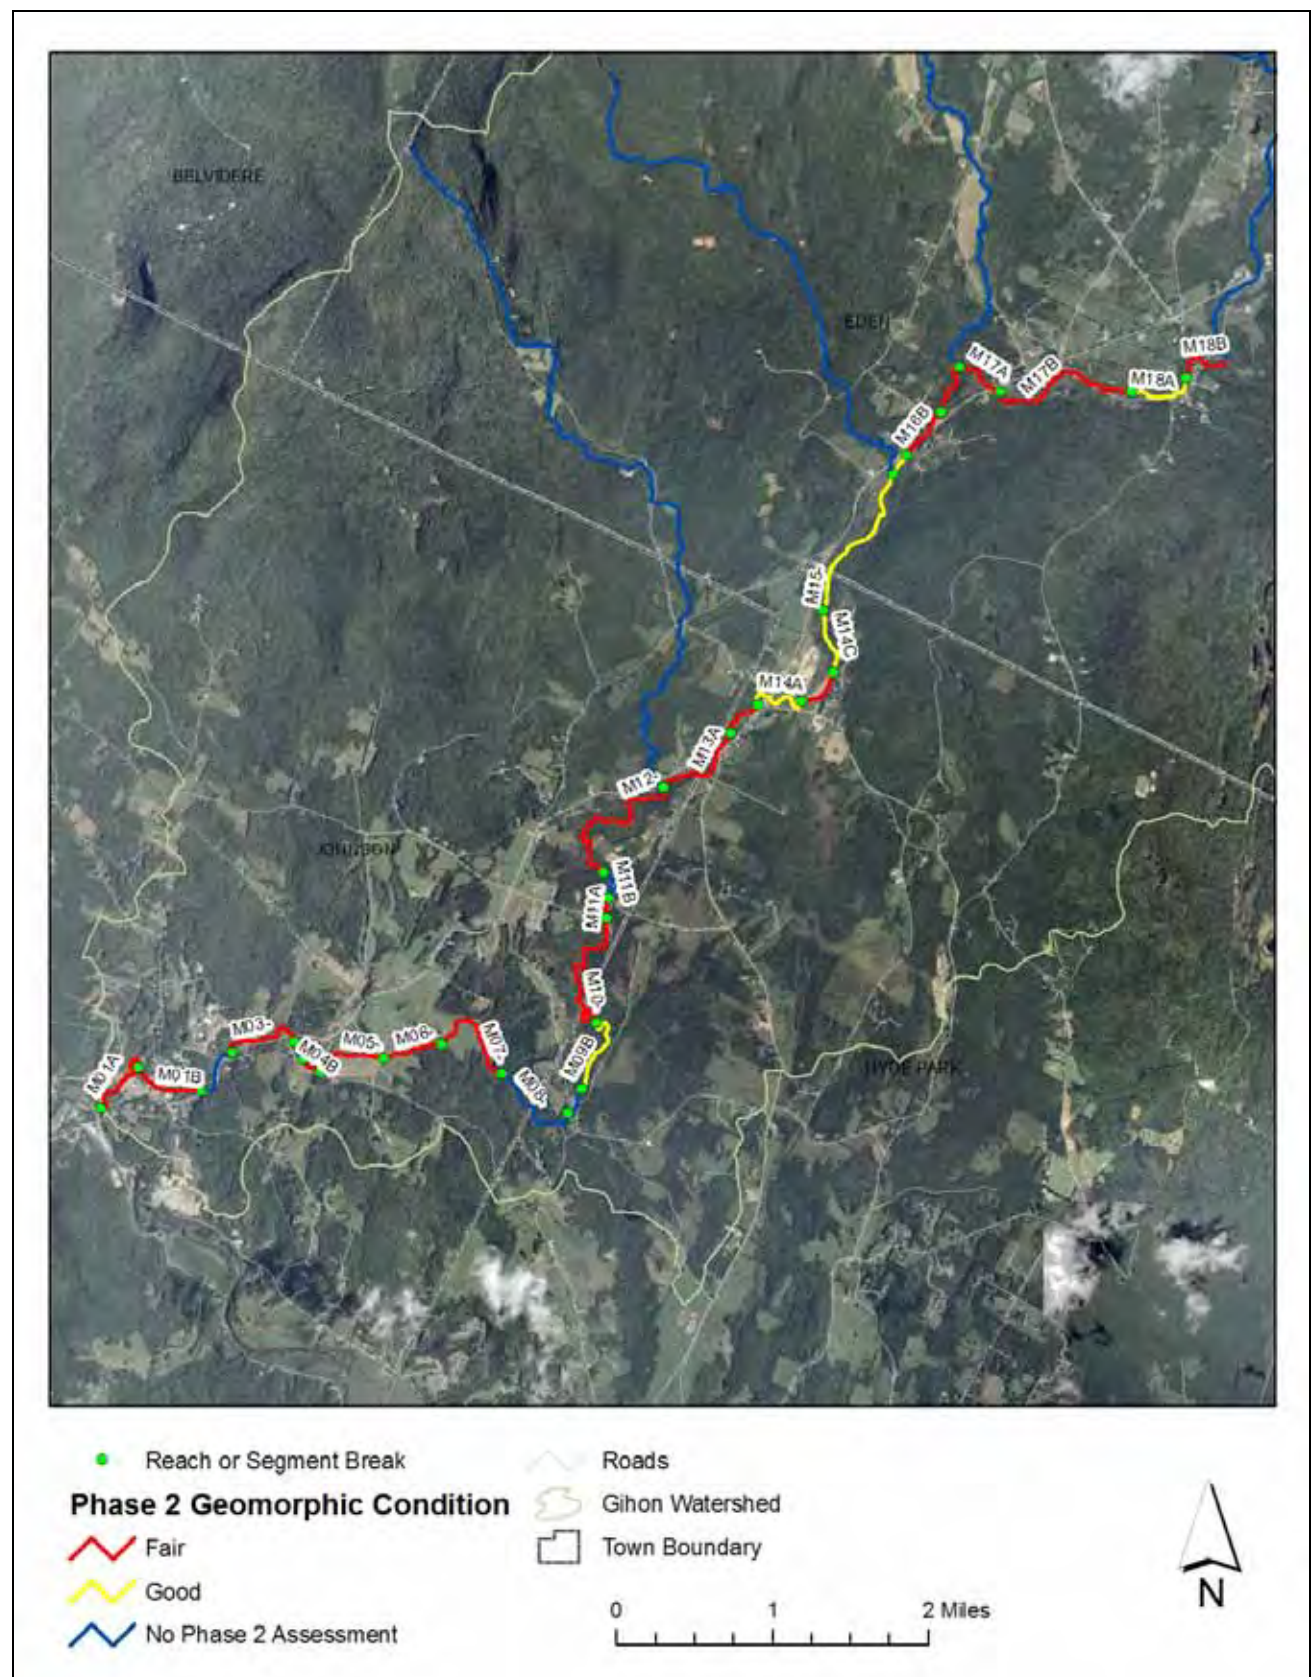 BELVIDERE
EDEN
M18B
M17A
M17B
M18A
M16B
M15-
M14C
M14A
M13A
M12-
JOHNSON
M11B
M11A
M10-
M03-
M05-
M06-
M07-
M09B
M04B
HYDE PARK
M01A
M01B
M08-
Reach or Segment Break
Roads
Phase 2 Geomorphic Condition
Gihon Watershed
Fair
Town Boundary
Good
0 1 2 Miles
No Phase 2 Assessment
N